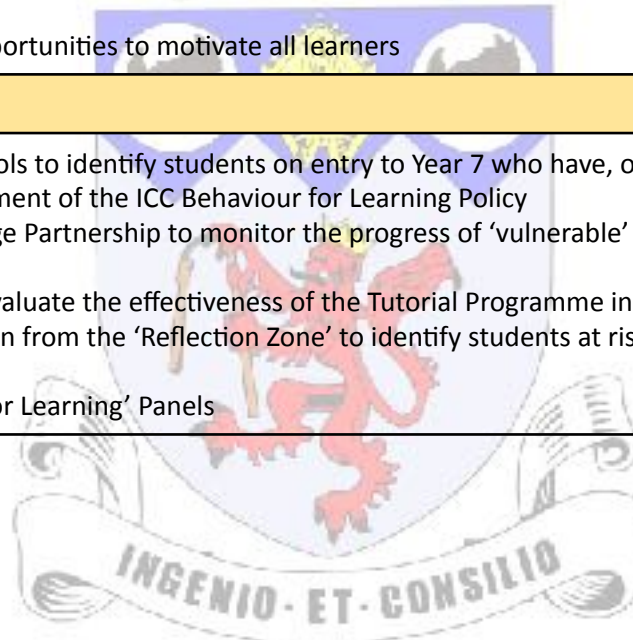 portunities to motivate all learners
ols to identify students on entry to Year 7 who have, o
ment of the ICC Behaviour for Learning Policy
ge Partnership to monitor the progress of ‘vulnerable’
valuate the effectiveness of the Tutorial Programme in
n from the ‘Reflection Zone’ to identify students at ris
or Learning’ Panels
INGENIO · ET · CONSILIO